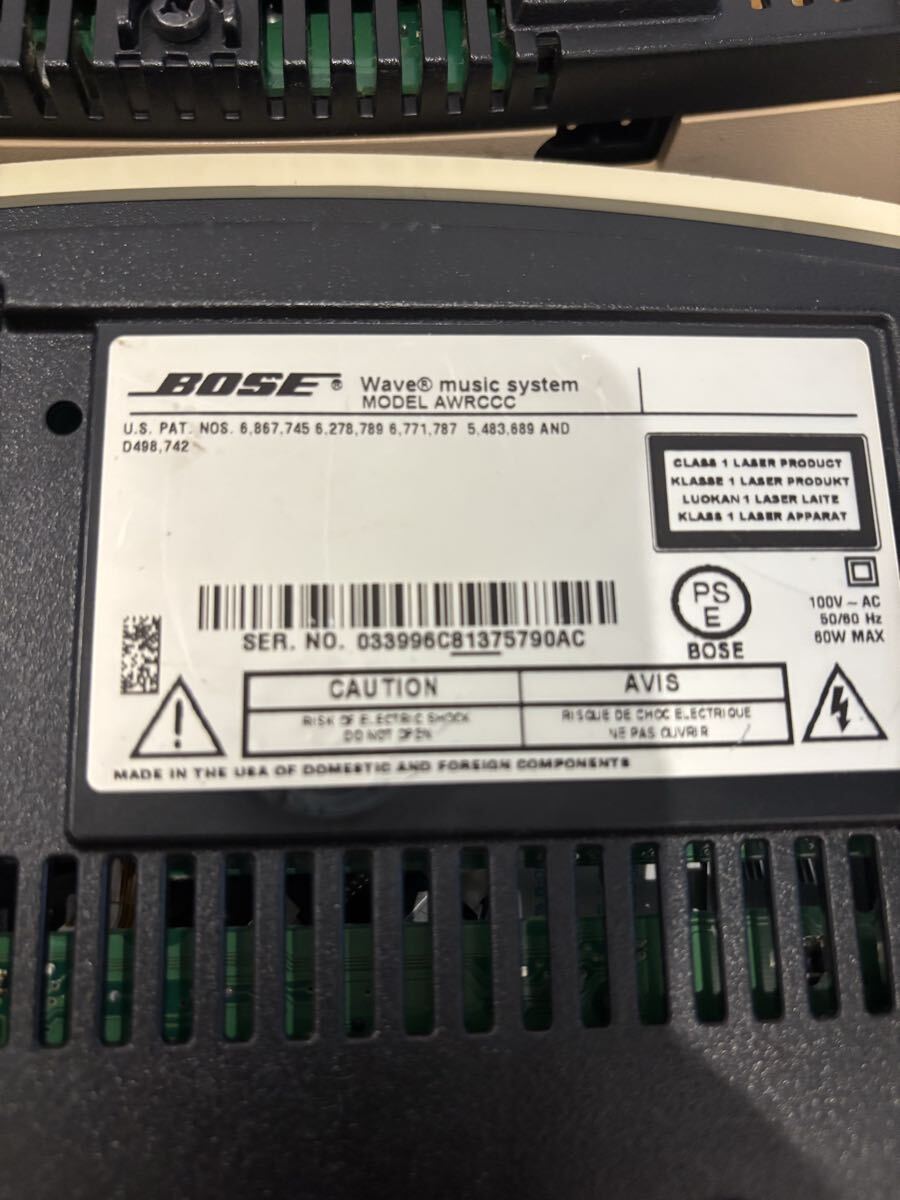 BOSE® Wave® music system
MODEL AWRCCC
U.S. PAT. NOS. 6,867,745 6,278,789 6,771,787 5,483,689 AND
D498,742
CLASS 1 LASER PRODUCT
KLASSE 1 LASER PRODUKT
LUOKAN 1 LASER LAITE
KLASS 1 LASER APPARAT
PS
E
BOSE
100V ~ AC
50/60 Hz
60W MAX
SER. NO. 033996C81375790AC
CAUTION
RISK OF ELECTRIC SHOCK
DO NOT OPEN
AVIS
RISQUE DE CHOC ELECTRIQUE
NE PAS OUVRIR
MADE IN THE USA OF DOMESTIC AND FOREIGN COMPONENTS